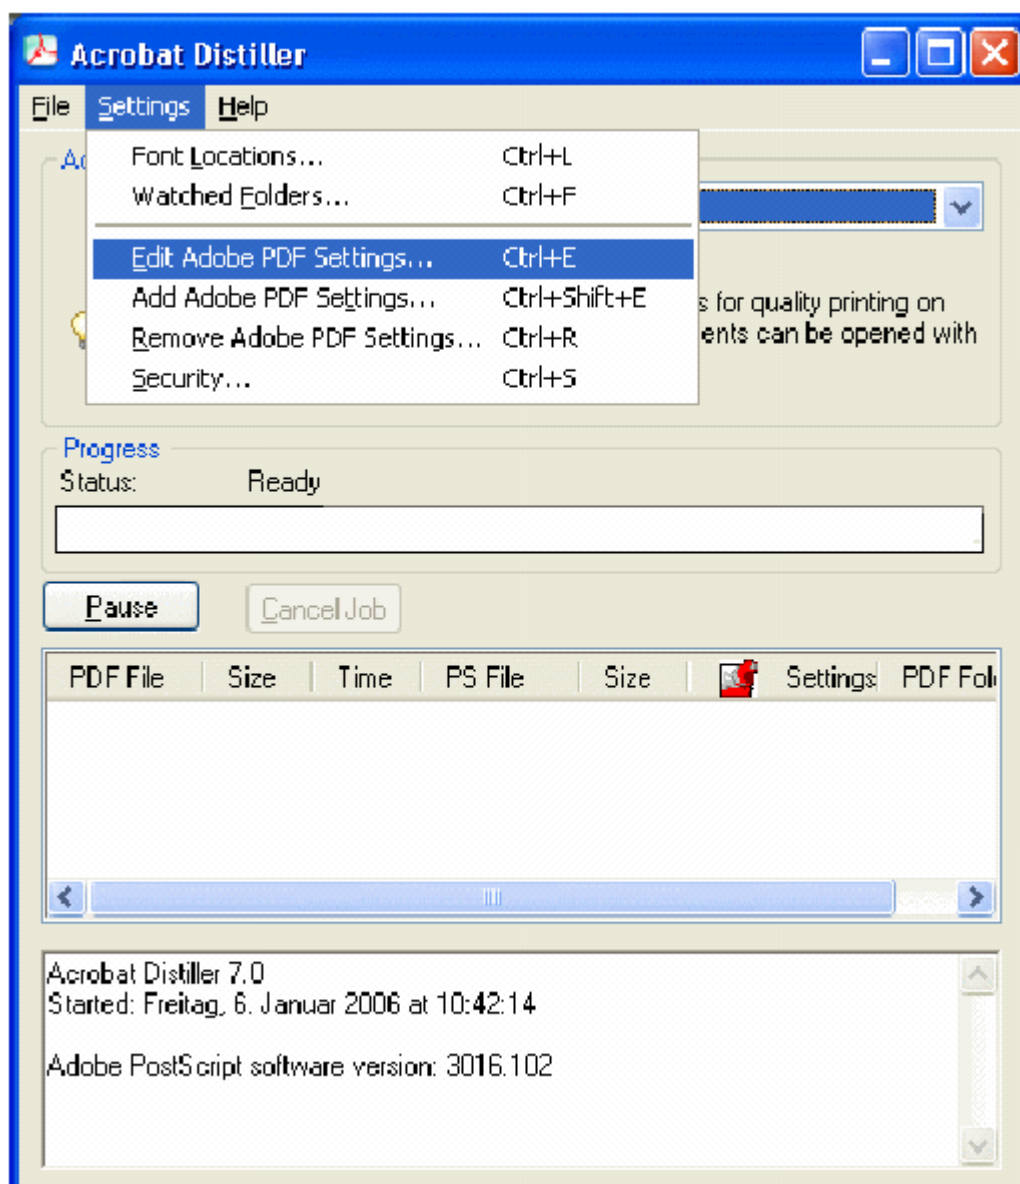 Acrobat Distiller
File Settings Help
Font Locations... Ctrl+L
Watched Folders... Ctrl+F
Edit Adobe PDF Settings... Ctrl+E
Add Adobe PDF Settings... Ctrl+Shift+E
Remove Adobe PDF Settings... Ctrl+R
Security... Ctrl+S
for quality printing on
can be opened with
Progress
Status: Ready
Pause Cancel Job
PDF File Size Time PS File Size Settings PDF
Acrobat Distiller 7.0
Started: Freitag, 6. Januar 2006 at 10:42:14
Adobe PostScript software version: 3016.102